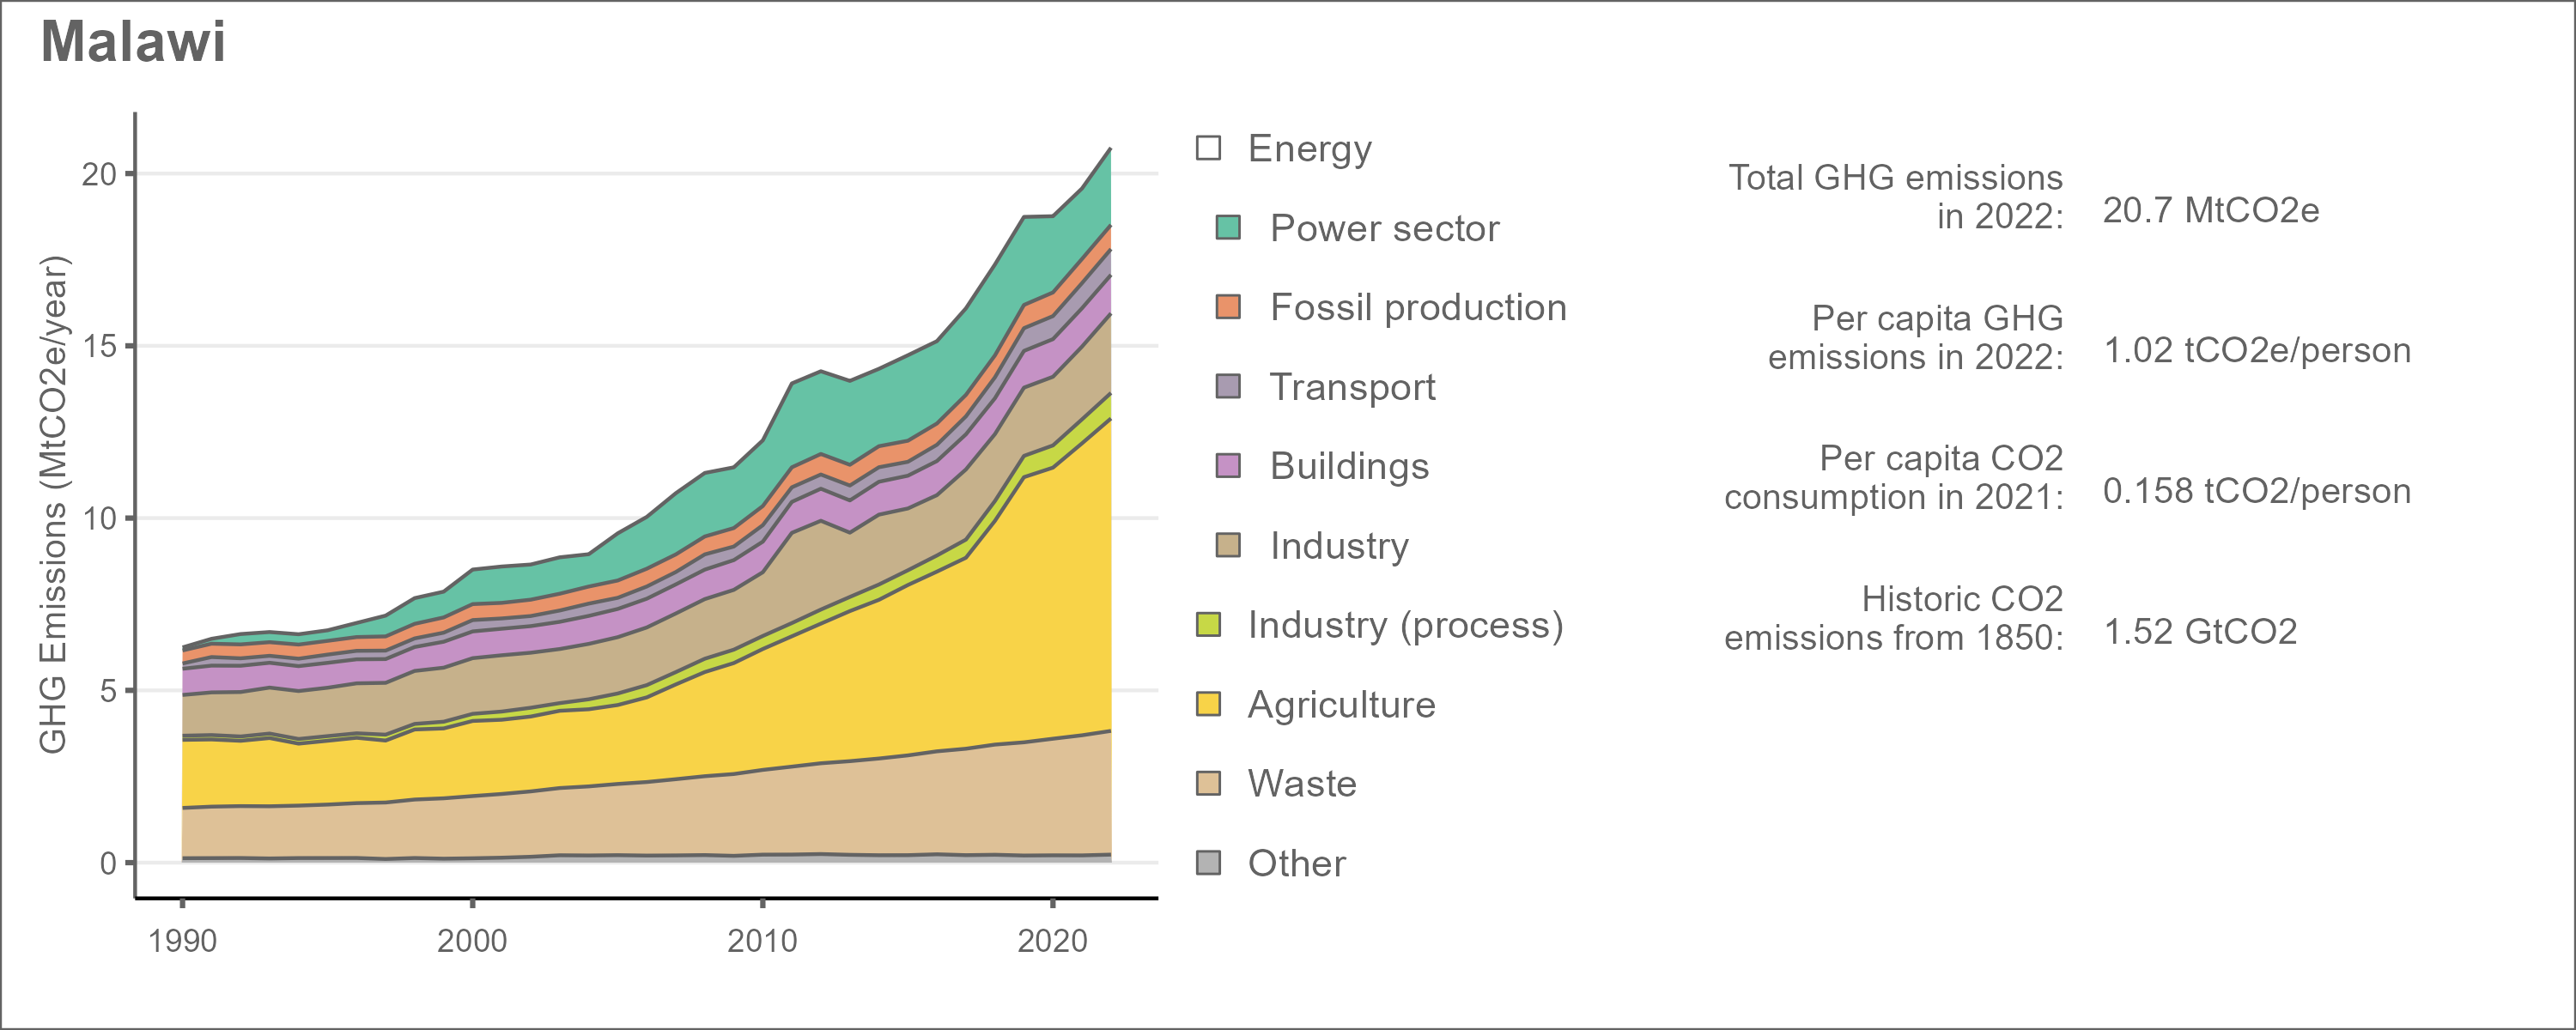 Malawi
GHG Emissions (MtCO2e/year)
20
15
10
5
0
1990
2000
2010
2020
Energy
Power sector
Fossil production
Transport
Buildings
Industry
Industry (process)
Agriculture
Waste
Other
Total GHG emissions
in 2022:
20.7 MtCO2e
Per capita GHG
emissions in 2022:
1.02 tCO2e/person
Per capita CO2
consumption in 2021:
0.158 tCO2/person
Historic CO2
emissions from 1850:
1.52 GtCO2